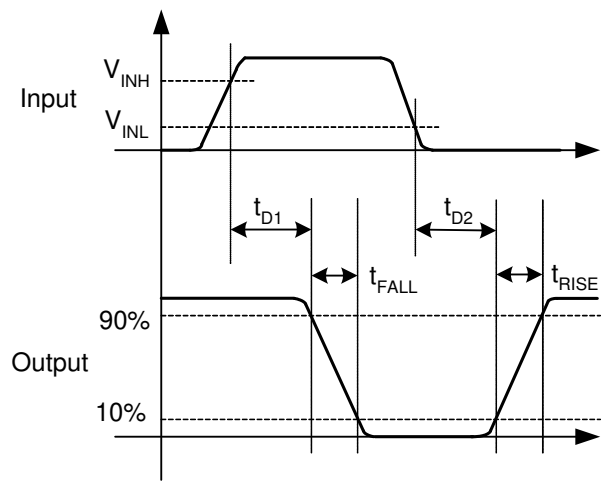 V_INH
Input
V_INL
t_D1
t_D2
t_FALL
t_RISE
90%
Output
10%